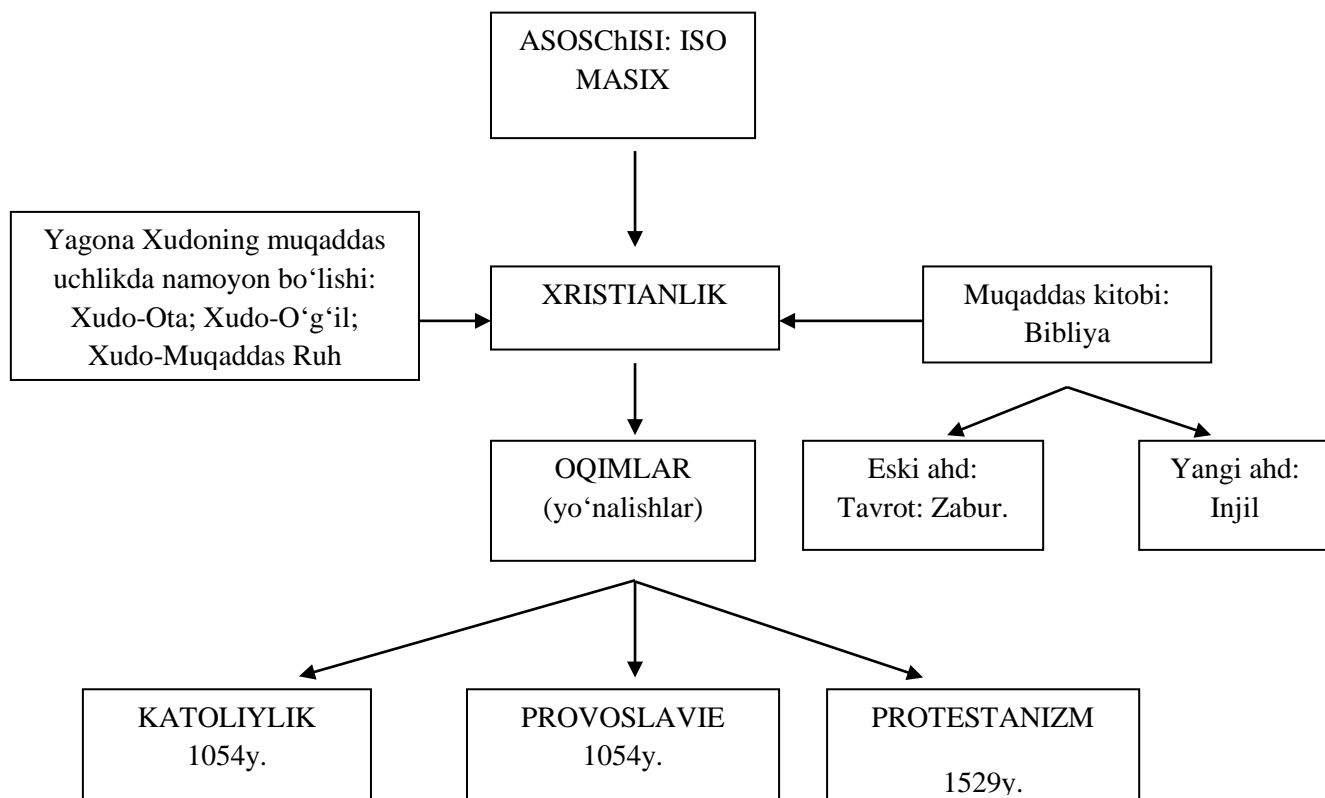 ASOSChISI: ISO
MASIX
Yagona Xudoning muqaddas
uchlikda namoyon bo‘lishi:
Xudo-Ota; Xudo-O‘g‘il;
Xudo-Muqaddas Ruh
XRISTIANLIK
Muqaddas kitobi:
Bibliya
OQIMLAR
(yo‘nalishlar)
Eski ahd:
Tavrot: Zabur.
Yangi ahd:
Injil
KATOLIYLIK
1054y.
PROVOSLAVIE
1054y.
PROTESTANIZM
1529y.